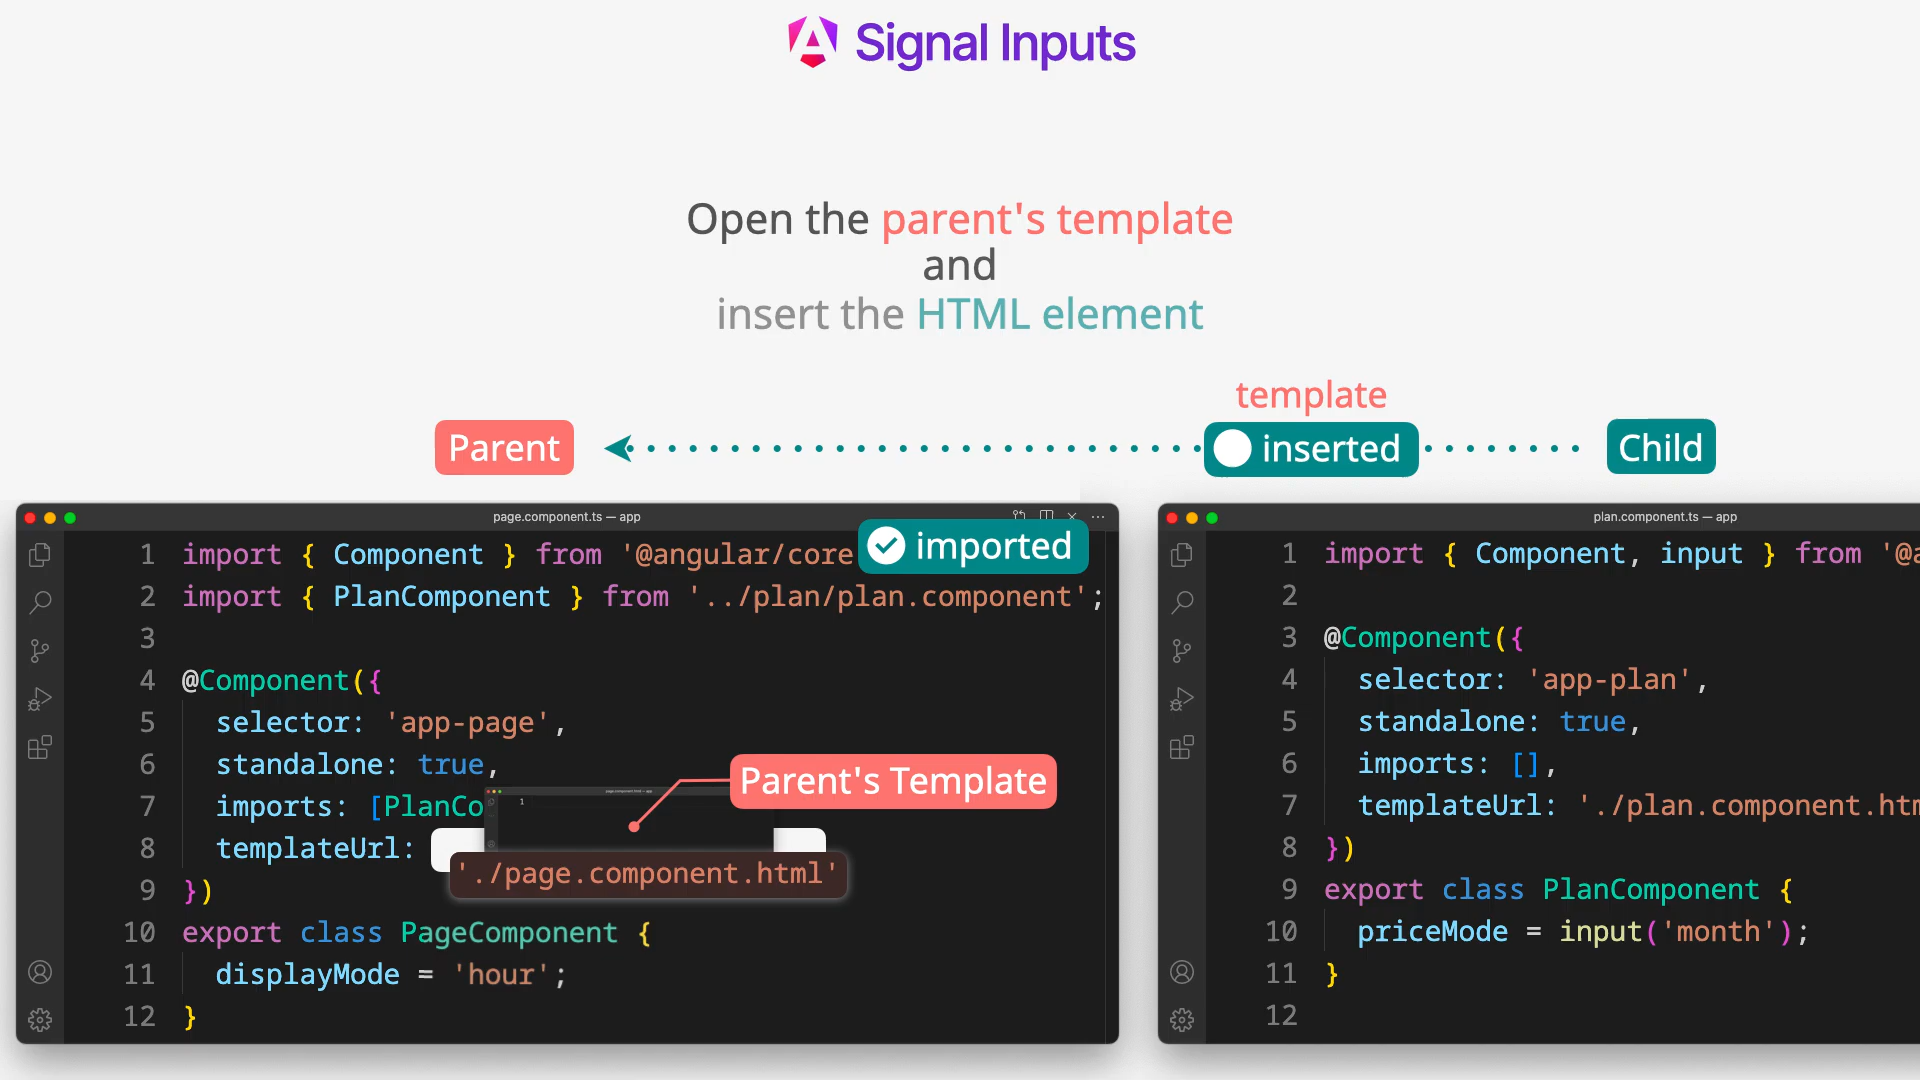 Signal Inputs
Open the parent's template
and
insert the HTML element
template
Parent
inserted
Child
page.component.ts — app
imported
1 import { Component } from '@angular/core
2 import { PlanComponent } from '../plan/plan.component';
3
4 @Component({
5 selector: 'app-page',
6 standalone: true,
7 imports: [PlanCo
8 templateUrl:
9 })
10 export class PageComponent {
11 displayMode = 'hour';
12 }
Parent's Template
page.component.html — app
1
'./page.component.html'
plan.component.ts — app
1 import { Component, input } from '@a
2
3 @Component({
4 selector: 'app-plan',
5 standalone: true,
6 imports: [],
7 templateUrl: './plan.component.htm
8 })
9 export class PlanComponent {
10 priceMode = input('month');
11 }
12